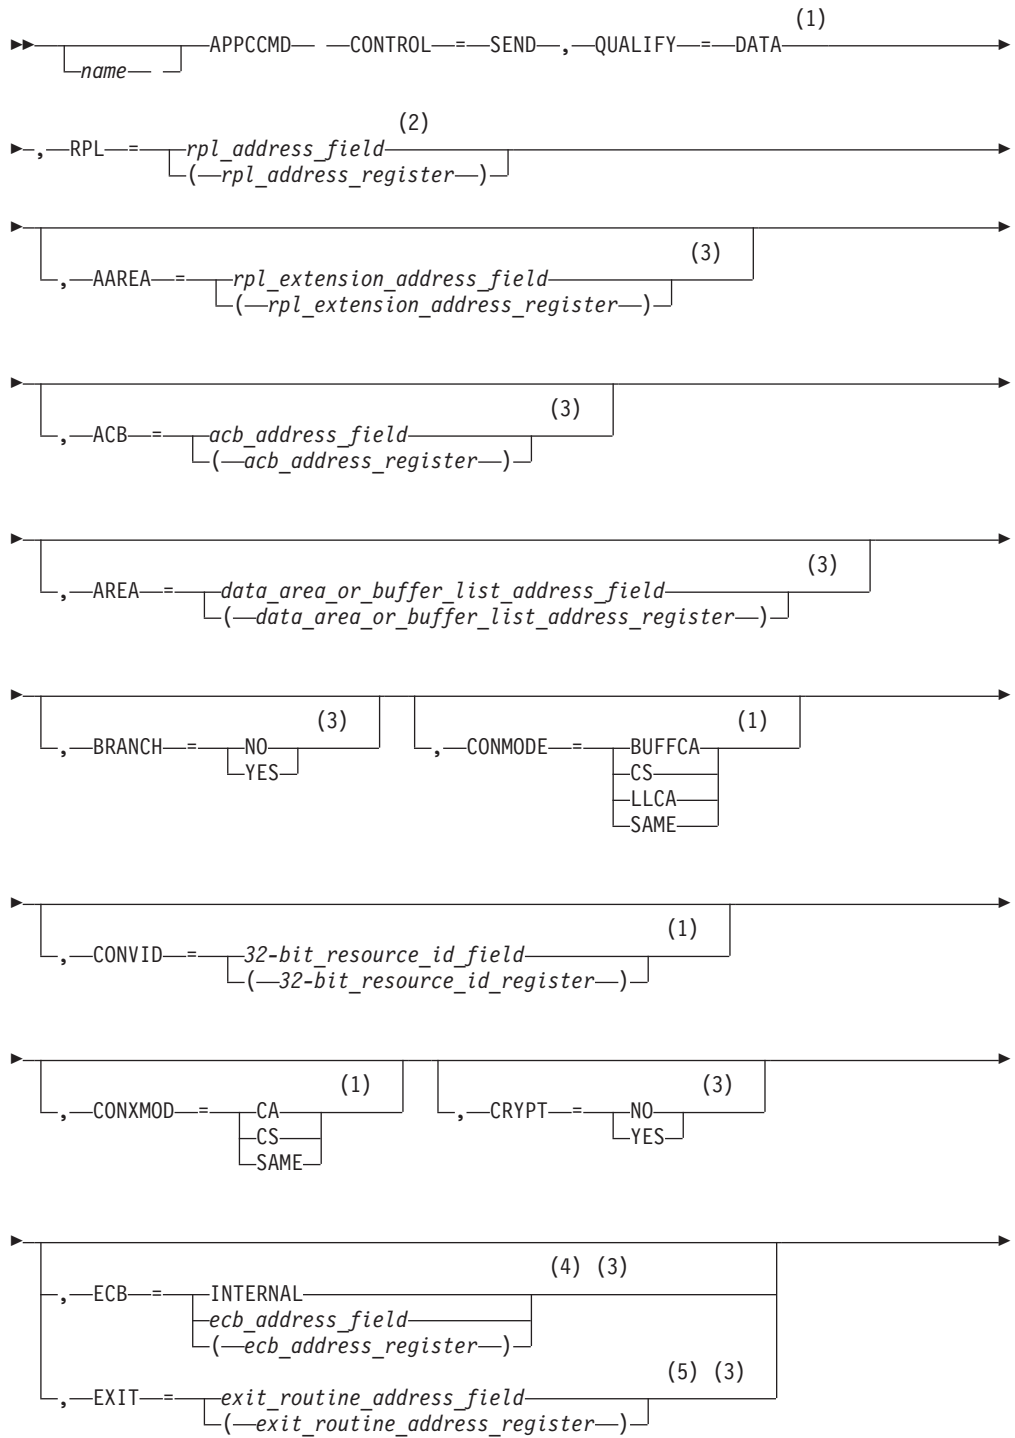 (1)
APPCCMD CONTROL = SEND , QUALIFY = DATA
name
(2)
, RPL = rpl_address_field
( rpl_address_register )
(3)
, AAREA = rpl_extension_address_field
( rpl_extension_address_register )
(3)
, ACB = acb_address_field
( acb_address_register )
(3)
, AREA = data_area_or_buffer_list_address_field
( data_area_or_buffer_list_address_register )
(3) (1)
, BRANCH = NO , CONMODE = BUFFCA
YES CS
LLCA
SAME
(1)
, CONVID = 32-bit_resource_id_field
( 32-bit_resource_id_register )
(1) (3)
, CONXMOD = CA , CRYPT = NO
CS YES
SAME
(4) (3)
, ECB = INTERNAL
ecb_address_field
( ecb_address_register )
(5) (3)
, EXIT = exit_routine_address_field
( exit_routine_address_register )